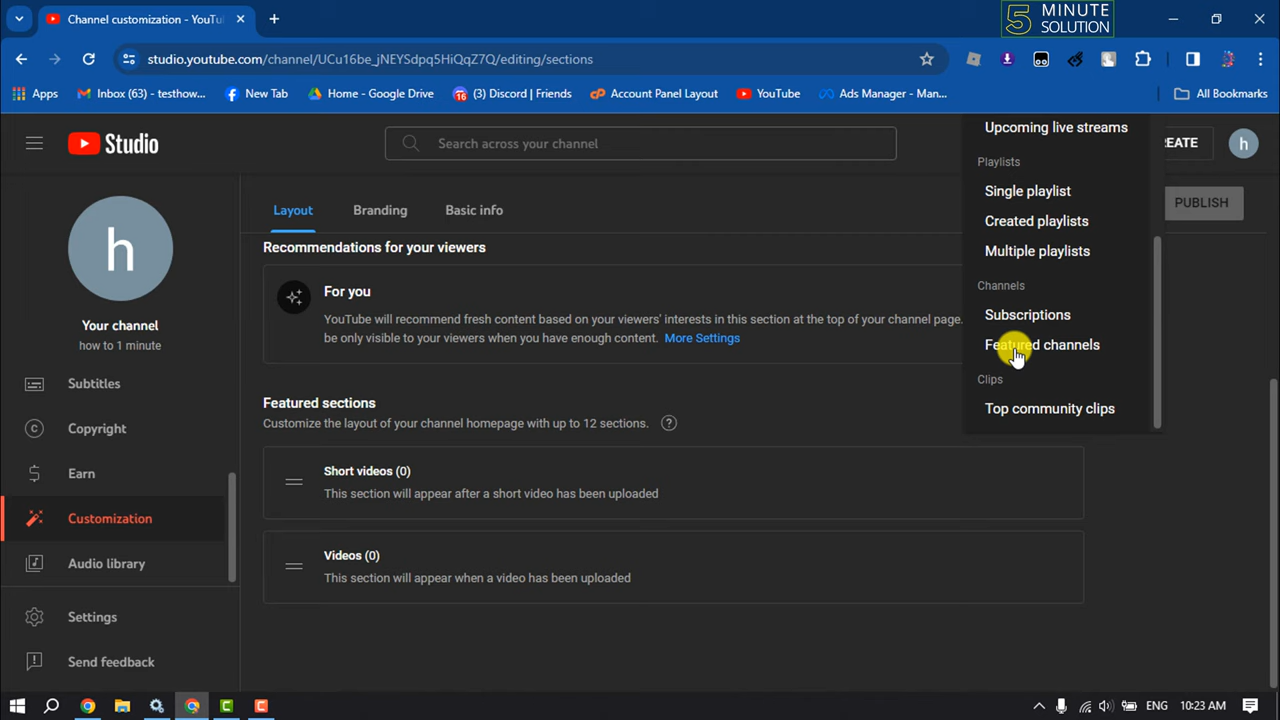 Channel customization - YouTu
5 MINUTE
SOLUTION
studio.youtube.com/channel/UCu16be_jNEYSdpq5HiQqZ7Q/editing/sections
Apps
Inbox (63) - testhow...
New Tab
Home - Google Drive
16
(3) Discord | Friends
Account Panel Layout
YouTube
Ads Manager - Man...
All Bookmarks
Studio
Search across your channel
REATE
h
h
Your channel
how to 1 minute
Subtitles
Copyright
Earn
Customization
Audio library
Settings
Send feedback
Layout
Branding
Basic info
PUBLISH
Recommendations for your viewers
For you
YouTube will recommend fresh content based on your viewers' interests in this section at the top of your channel page.
be only visible to your viewers when you have enough content. More Settings
Featured sections
Customize the layout of your channel homepage with up to 12 sections. ?
Short videos (0)
This section will appear after a short video has been uploaded
Videos (0)
This section will appear when a video has been uploaded
Upcoming live streams
Playlists
Single playlist
Created playlists
Multiple playlists
Channels
Subscriptions
Featured channels
Clips
Top community clips
ENG
10:23 AM